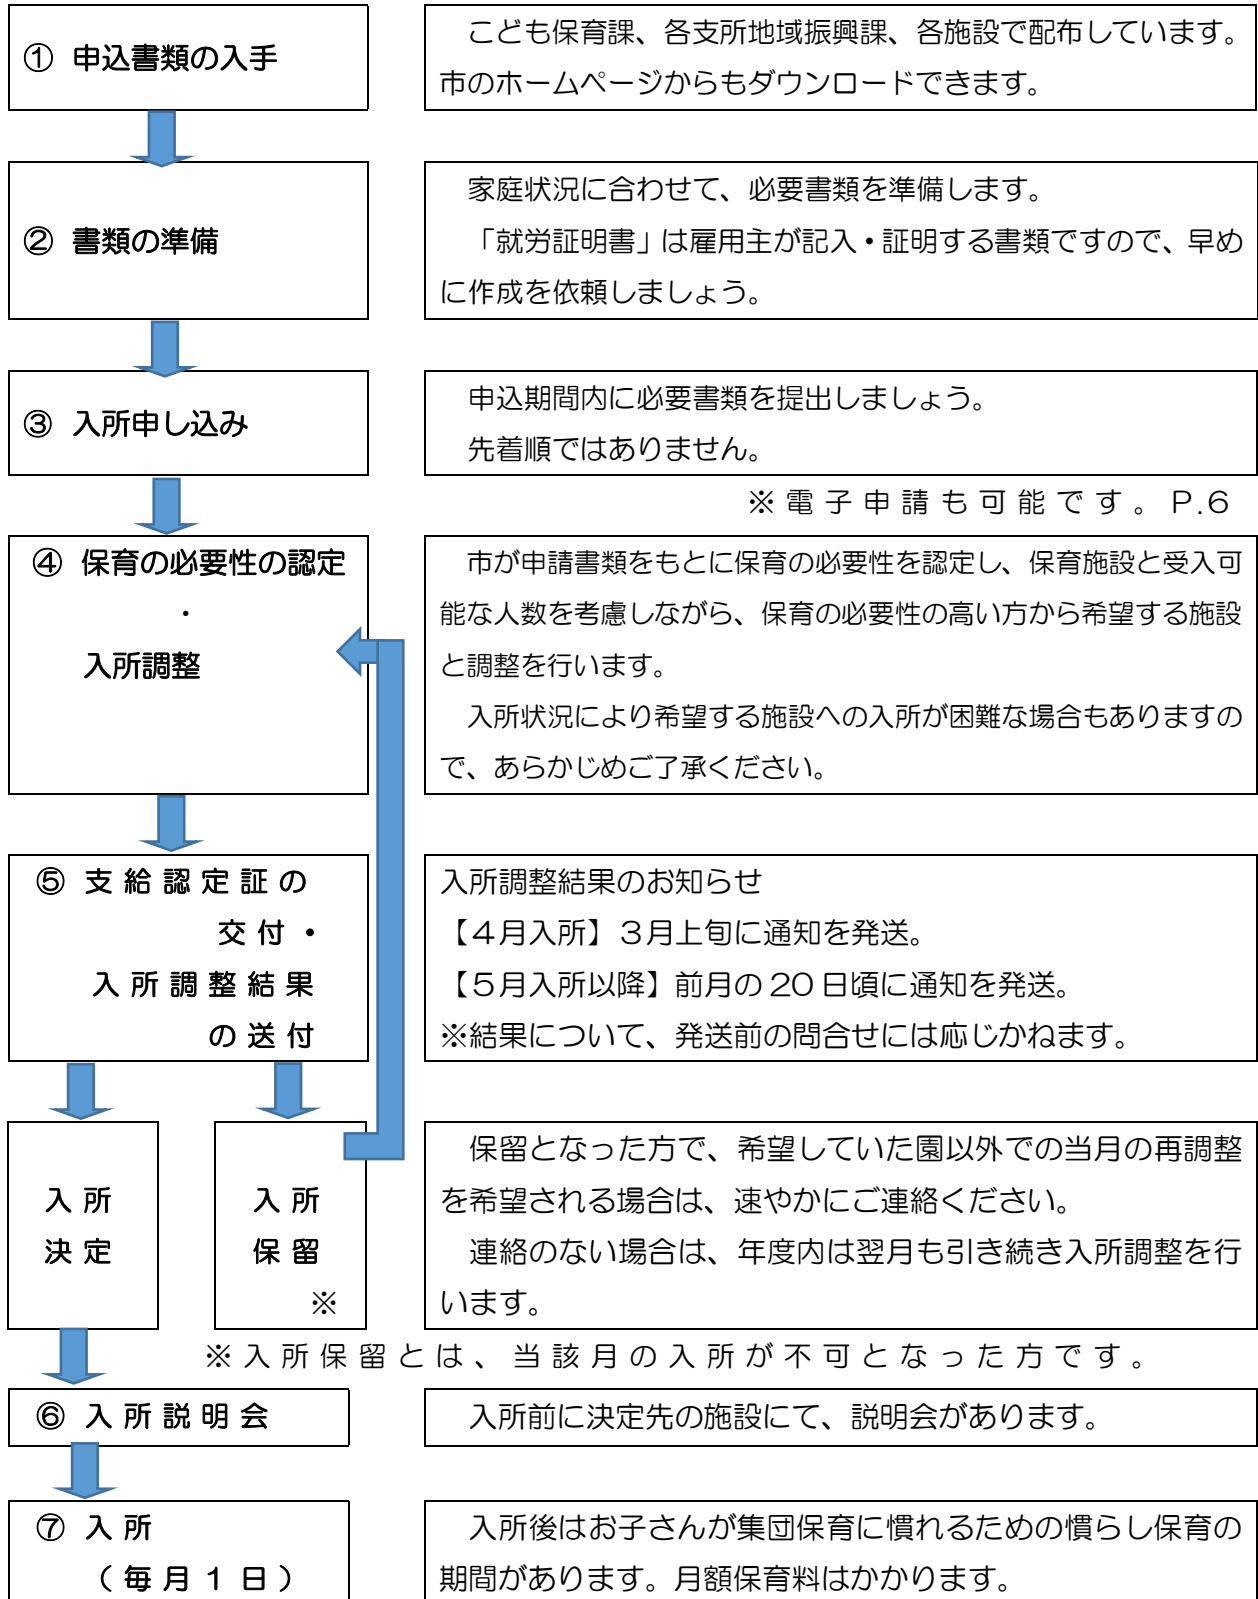 ① 申込書類の入手
こども保育課、各支所地域振興課、各施設で配布しています。
市のホームページからもダウンロードできます。
② 書類の準備
家庭状況に合わせて、必要書類を準備します。
「就労証明書」は雇用主が記入・証明する書類ですので、早め
に作成を依頼しましょう。
③ 入所申し込み
申込期間内に必要書類を提出しましょう。
先着順ではありません。
※電子申請も可能です。P.6
④ 保育の必要性の認定
・
入所調整
市が申請書類をもとに保育の必要性を認定し、保育施設と受入可
能な人数を考慮しながら、保育の必要性の高い方から希望する施設
と調整を行います。
入所状況により希望する施設への入所が困難な場合もありますの
で、あらかじめご了承ください。
⑤ 支給認定証の
交付・
入所調整結果
の送付
入所調整結果のお知らせ
【４月入所】３月上旬に通知を発送。
【５月入所以降】前月の20日頃に通知を発送。
※結果について、発送前の問合せには応じかねます。
入所
決定
入所
保留
※
保留となった方で、希望していた園以外での当月の再調整
を希望される場合は、速やかにご連絡ください。
連絡のない場合は、年度内は翌月も引き続き入所調整を行
います。
※入所保留とは、当該月の入所が不可となった方です。
⑥ 入所説明会
入所前に決定先の施設にて、説明会があります。
⑦ 入所
（毎月１日）
入所後はお子さんが集団保育に慣れるための慣らし保育の
期間があります。月額保育料はかかります。